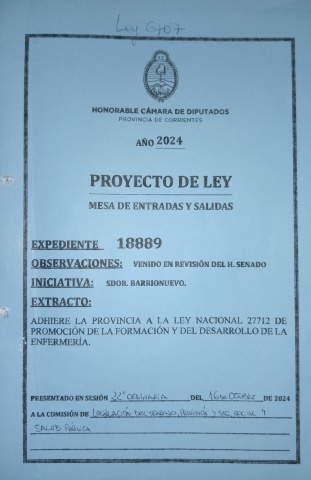 Ley 6707
HONORABLE CÁMARA DE DIPUTADOS
PROVINCIA DE CORRIENTES
AÑO 2024
PROYECTO DE LEY
MESA DE ENTRADAS Y SALIDAS
EXPEDIENTE 18889
OBSERVACIONES: VENIDO EN REVISIÓN DEL H. SENADO
INICIATIVA: SDOR. BARRIONUEVO.
EXTRACTO:
ADHIERE LA PROVINCIA A LA LEY NACIONAL 27712 DE
PROMOCIÓN DE LA FORMACIÓN Y DEL DESARROLLO DE LA
ENFERMERÍA.
PRESENTADO EN SESIÓN 22° ORDINARIA DEL 16 de Octubre DE 2024
A LA COMISIÓN DE LEGISLACIÓN DEL TRABAJO, PREVISIÓN Y SEG. SOCIAL Y
SALUD PÚBLICA